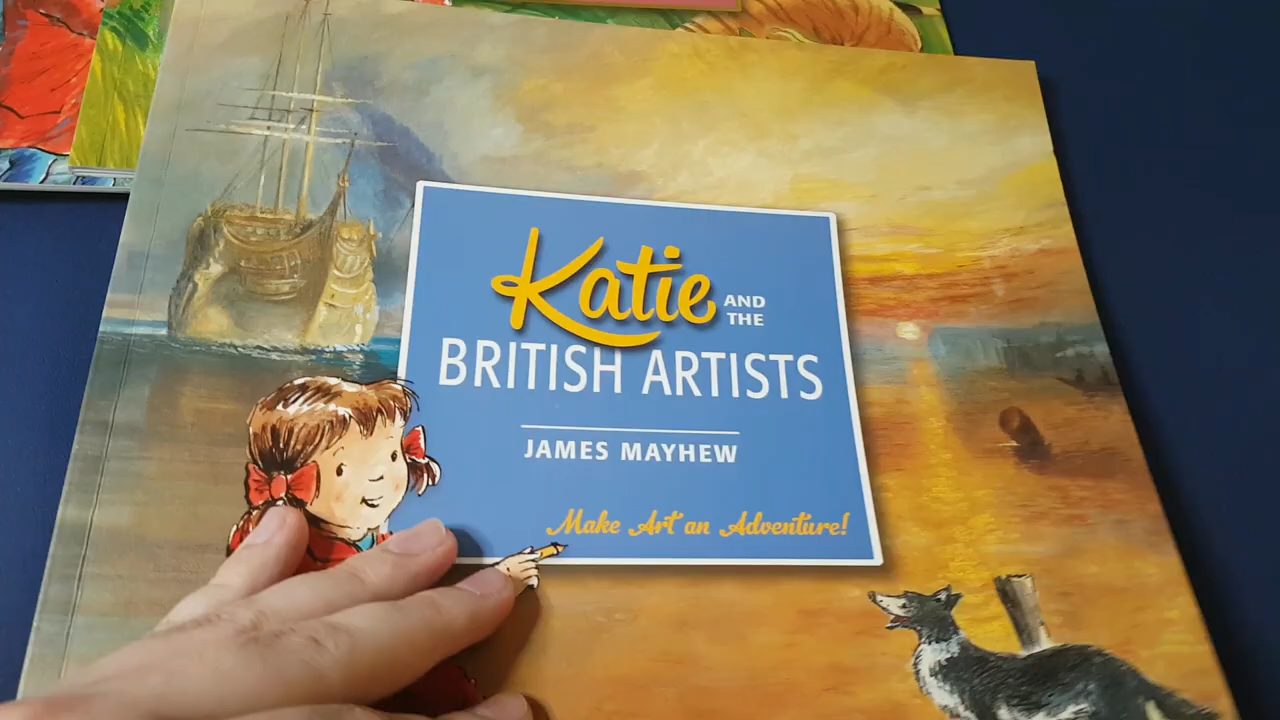 Katie AND
THE
BRITISH ARTISTS
JAMES MAYHEW
Make Art an Adventure!